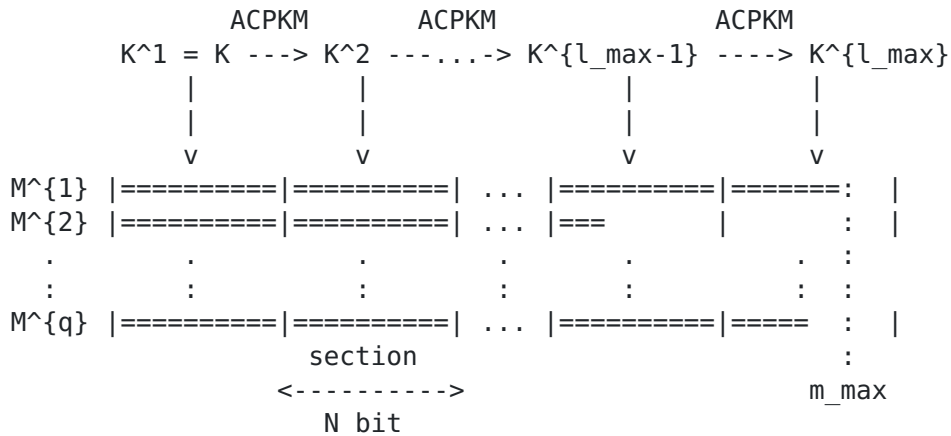 ACPKM ACPKM ACPKM
K^1 = K ---> K^2 ---...-> K^{l_max-1} ----> K^{l_max}
| | | |
| | | |
v v v v
M^{1} |==========|==========| ... |==========|=======: |
M^{2} |==========|==========| ... |=== | : |
. . . . . . :
: : : : : : :
M^{q} |==========|==========| ... |==========|===== : |
section :
<----------> m_max
N bit